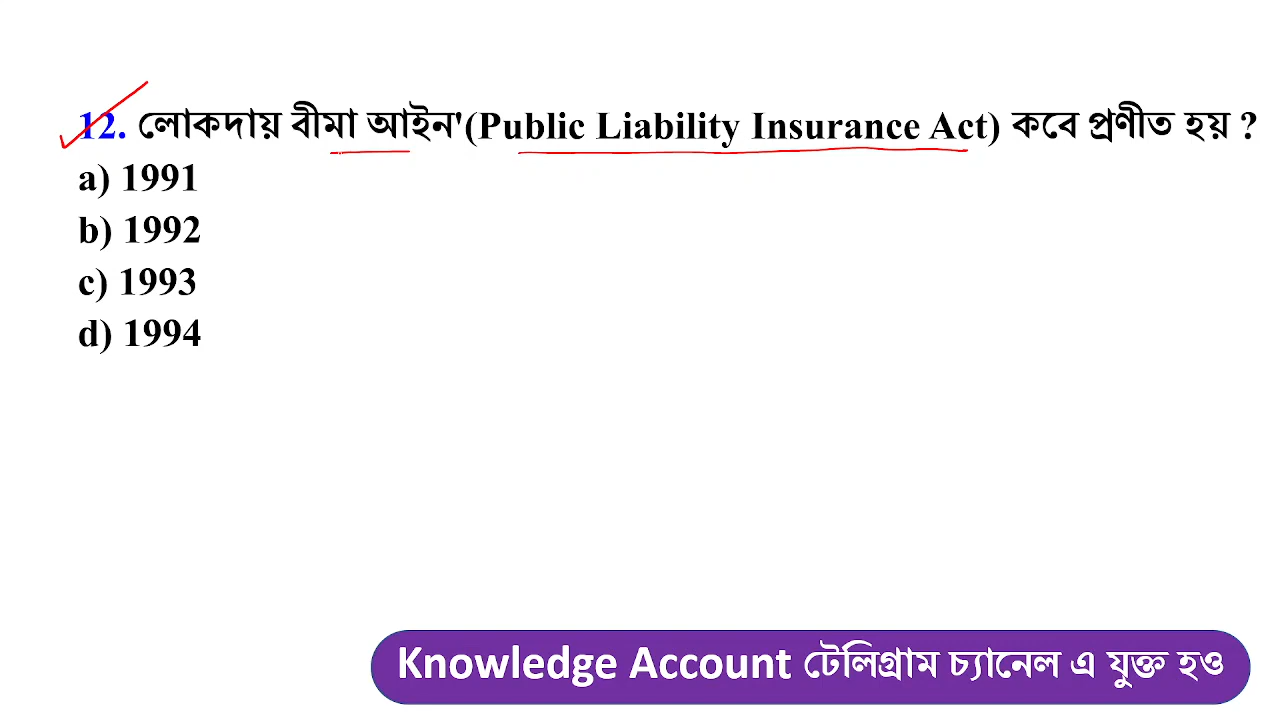 12. লোকদায় বীমা আইন'(Public Liability Insurance Act) কবে প্রণীত হয় ?
a) 1991
b) 1992
c) 1993
d) 1994
Knowledge Account টেলিগ্রাম চ্যানেল এ যুক্ত হও